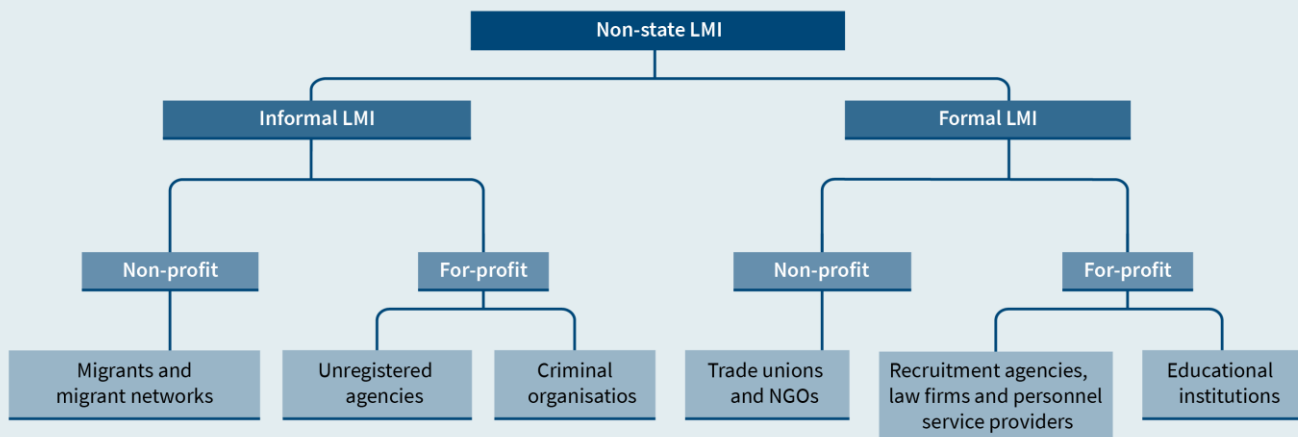 Non-state LMI
Informal LMI
Formal LMI
Non-profit
For-profit
Non-profit
For-profit
Migrants and
migrant networks
Unregistered
agencies
Criminal
organisatios
Trade unions
and NGOs
Recruitment agencies,
law firms and personnel
service providers
Educational
institutions